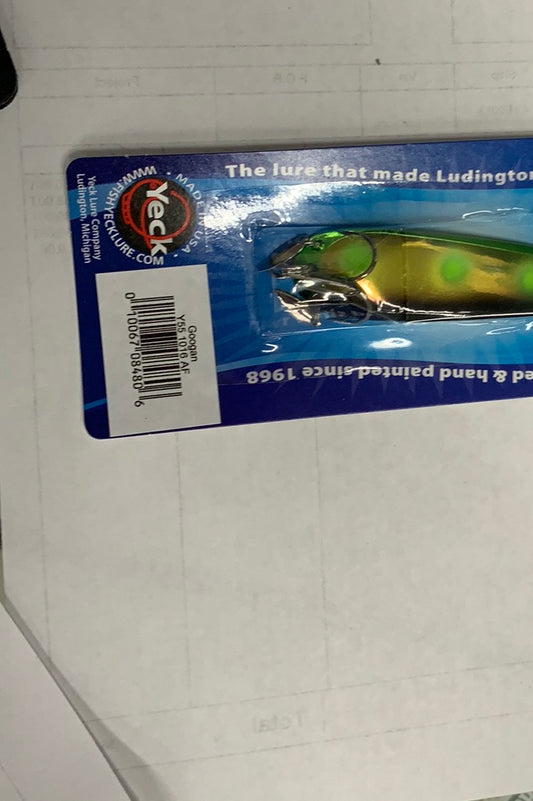 The lure that made Ludington
MADE IN USA
Yeck
WWW.FISHYECKLURE.COM
Yeck Lure Company
Ludington, Michigan
Googan
Y55 1016 AF
0 10067 08480 6
ed & hand painted since 1968
Total